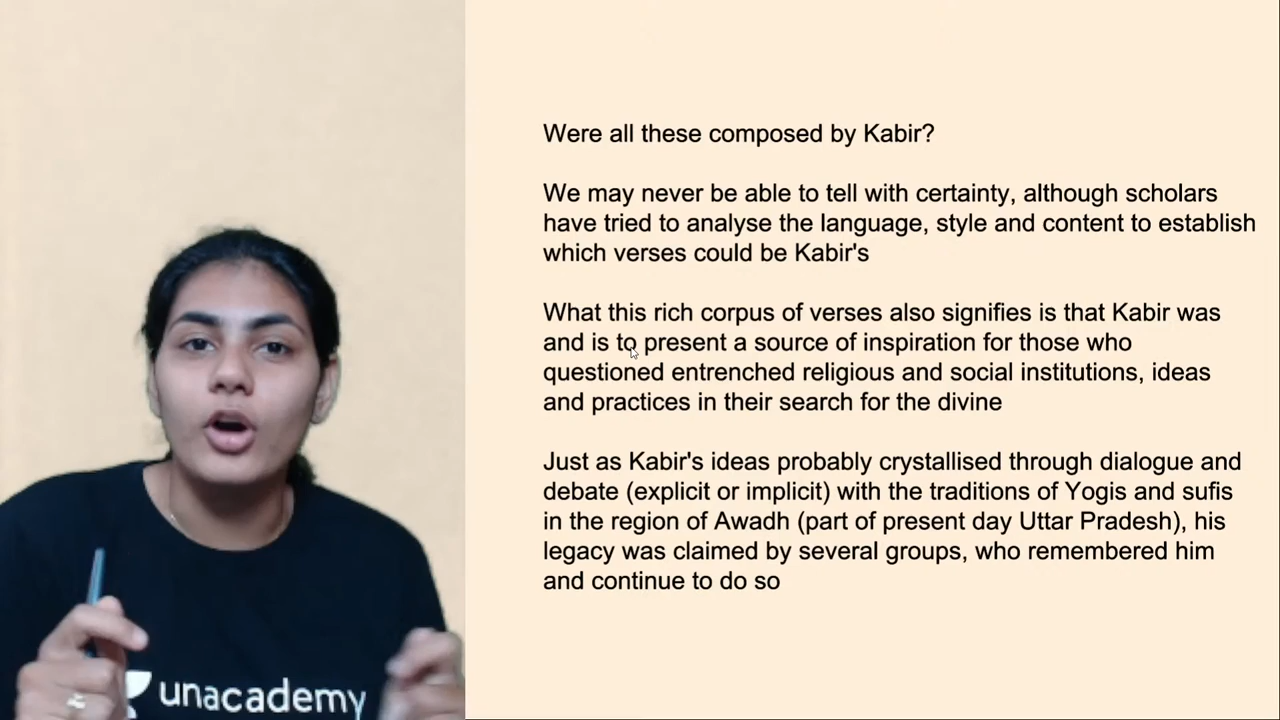 Were all these composed by Kabir?
We may never be able to tell with certainty, although scholars
have tried to analyse the language, style and content to establish
which verses could be Kabir's
What this rich corpus of verses also signifies is that Kabir was
and is to present a source of inspiration for those who
questioned entrenched religious and social institutions, ideas
and practices in their search for the divine
Just as Kabir's ideas probably crystallised through dialogue and
debate (explicit or implicit) with the traditions of Yogis and sufis
in the region of Awadh (part of present day Uttar Pradesh), his
legacy was claimed by several groups, who remembered him
and continue to do so
unacademy